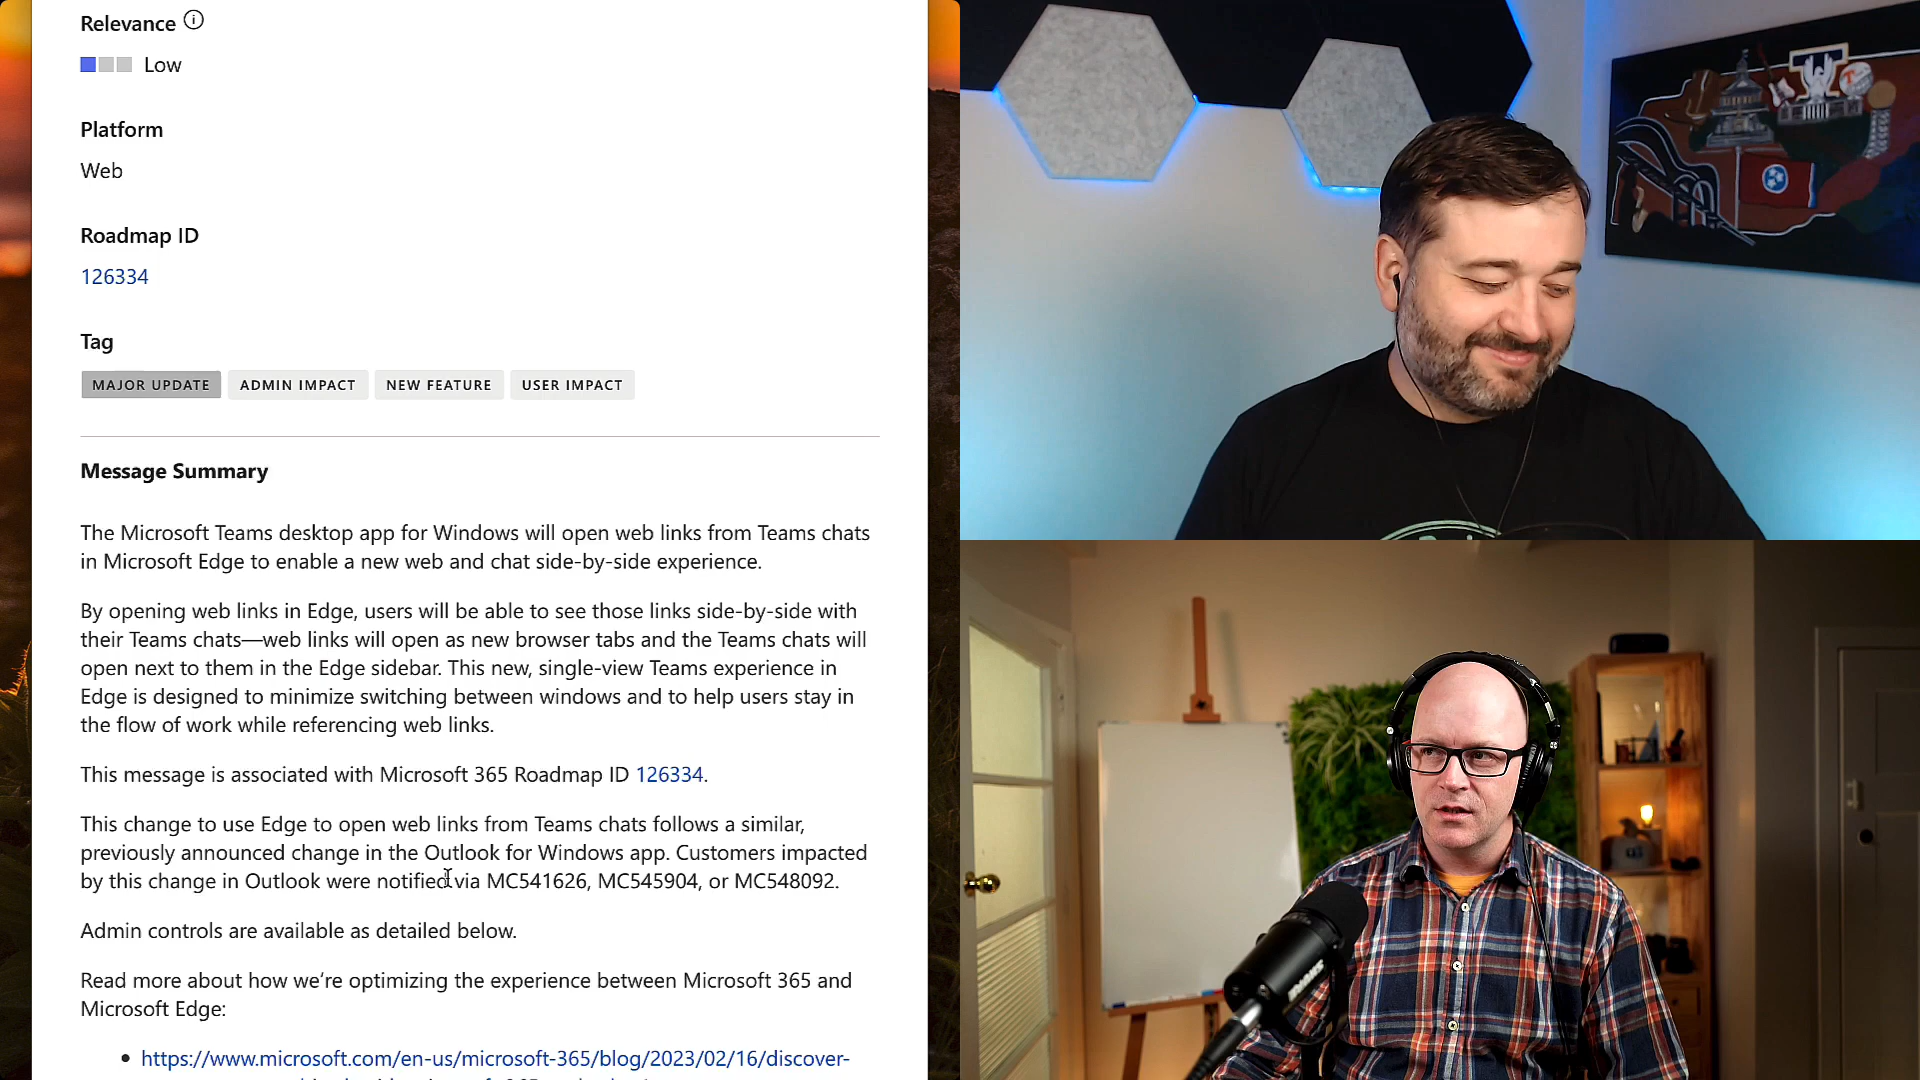 Relevance
Low
Platform
Web
Roadmap ID
126334
Tag
MAJOR UPDATE ADMIN IMPACT NEW FEATURE USER IMPACT
Message Summary
The Microsoft Teams desktop app for Windows will open web links from Teams chats
in Microsoft Edge to enable a new web and chat side-by-side experience.
By opening web links in Edge, users will be able to see those links side-by-side with
their Teams chats—web links will open as new browser tabs and the Teams chats will
open next to them in the Edge sidebar. This new, single-view Teams experience in
Edge is designed to minimize switching between windows and to help users stay in
the flow of work while referencing web links.
This message is associated with Microsoft 365 Roadmap ID 126334.
This change to use Edge to open web links from Teams chats follows a similar,
previously announced change in the Outlook for Windows app. Customers impacted
by this change in Outlook were notified via MC541626, MC545904, or MC548092.
Admin controls are available as detailed below.
Read more about how we're optimizing the experience between Microsoft 365 and
Microsoft Edge:
• https://www.microsoft.com/en-us/microsoft-365/blog/2023/02/16/discover-